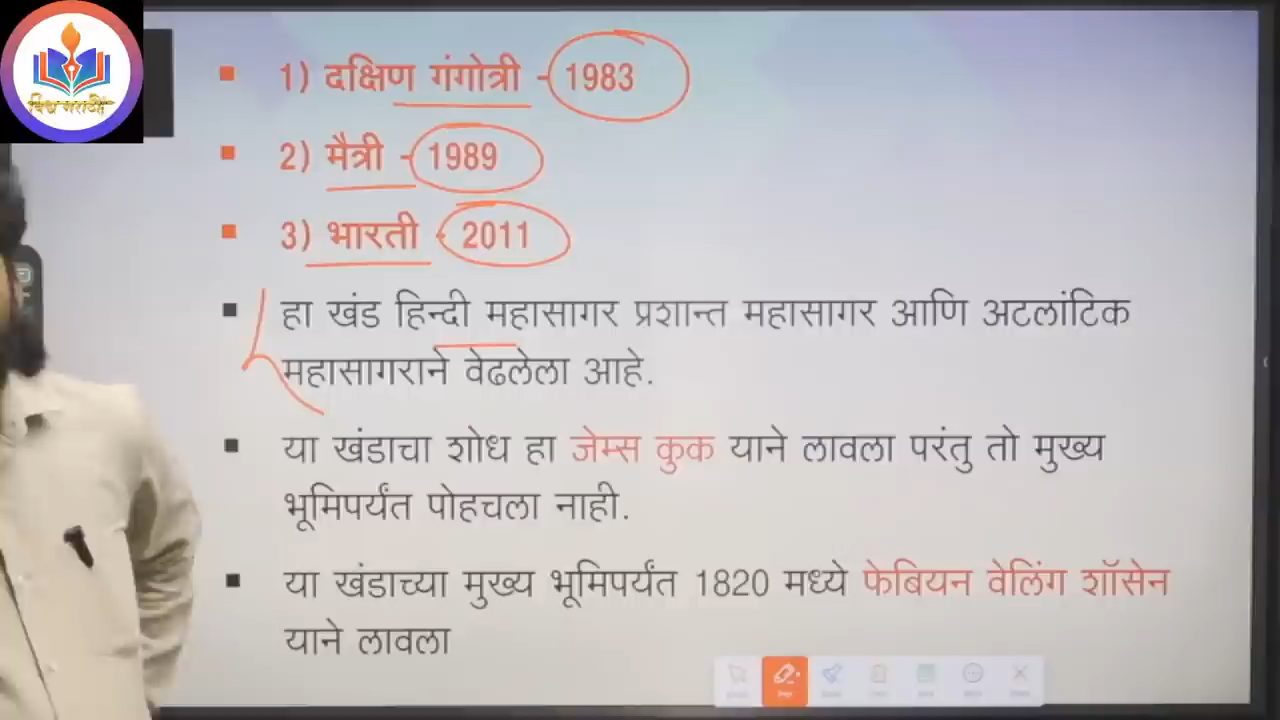 विश्व मराठी
1) दक्षिण गंगोत्री - 1983
2) मैत्री - 1989
3) भारती - 2011
हा खंड हिन्दी महासागर प्रशान्त महासागर आणि अटलांटिक
महासागराने वेढलेला आहे.
या खंडाचा शोध हा जेम्स कुक याने लावला परंतु तो मुख्य
भूमिपर्यंत पोहचला नाही.
या खंडाच्या मुख्य भूमिपर्यंत 1820 मध्ये फेबियन वेलिंग शॉसेन
याने लावला